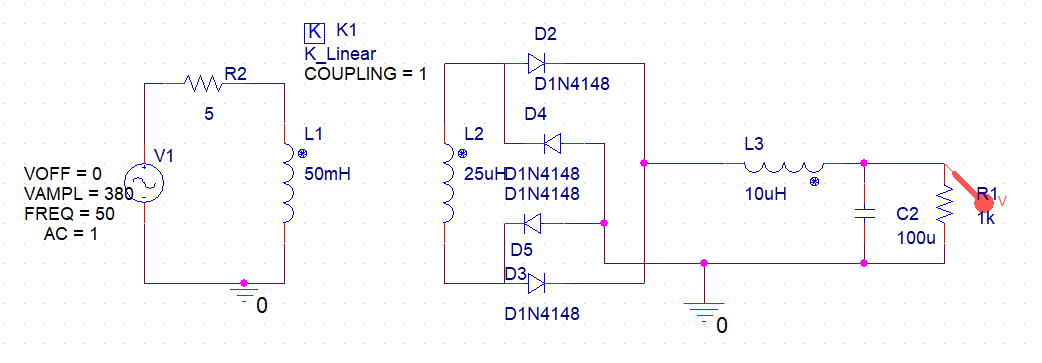 K K1
K_Linear
COUPLING = 1
R2
5
V1
VOFF = 0
VAMPL = 380
FREQ = 50
AC = 1
L1
50mH
0
L2
25uH
D2
D1N4148
D4
D1N4148
D1N4148
D5
D3
D1N4148
L3
10uH
C2
100u
R1
1k
V
0